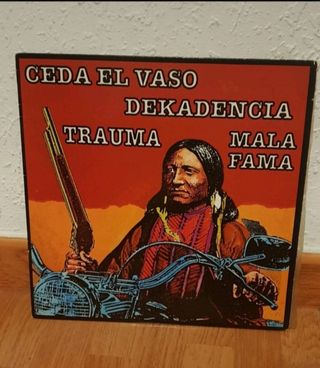 CEDA EL VASO
DEKADENCIA
TRAUMA MALA
FAMA